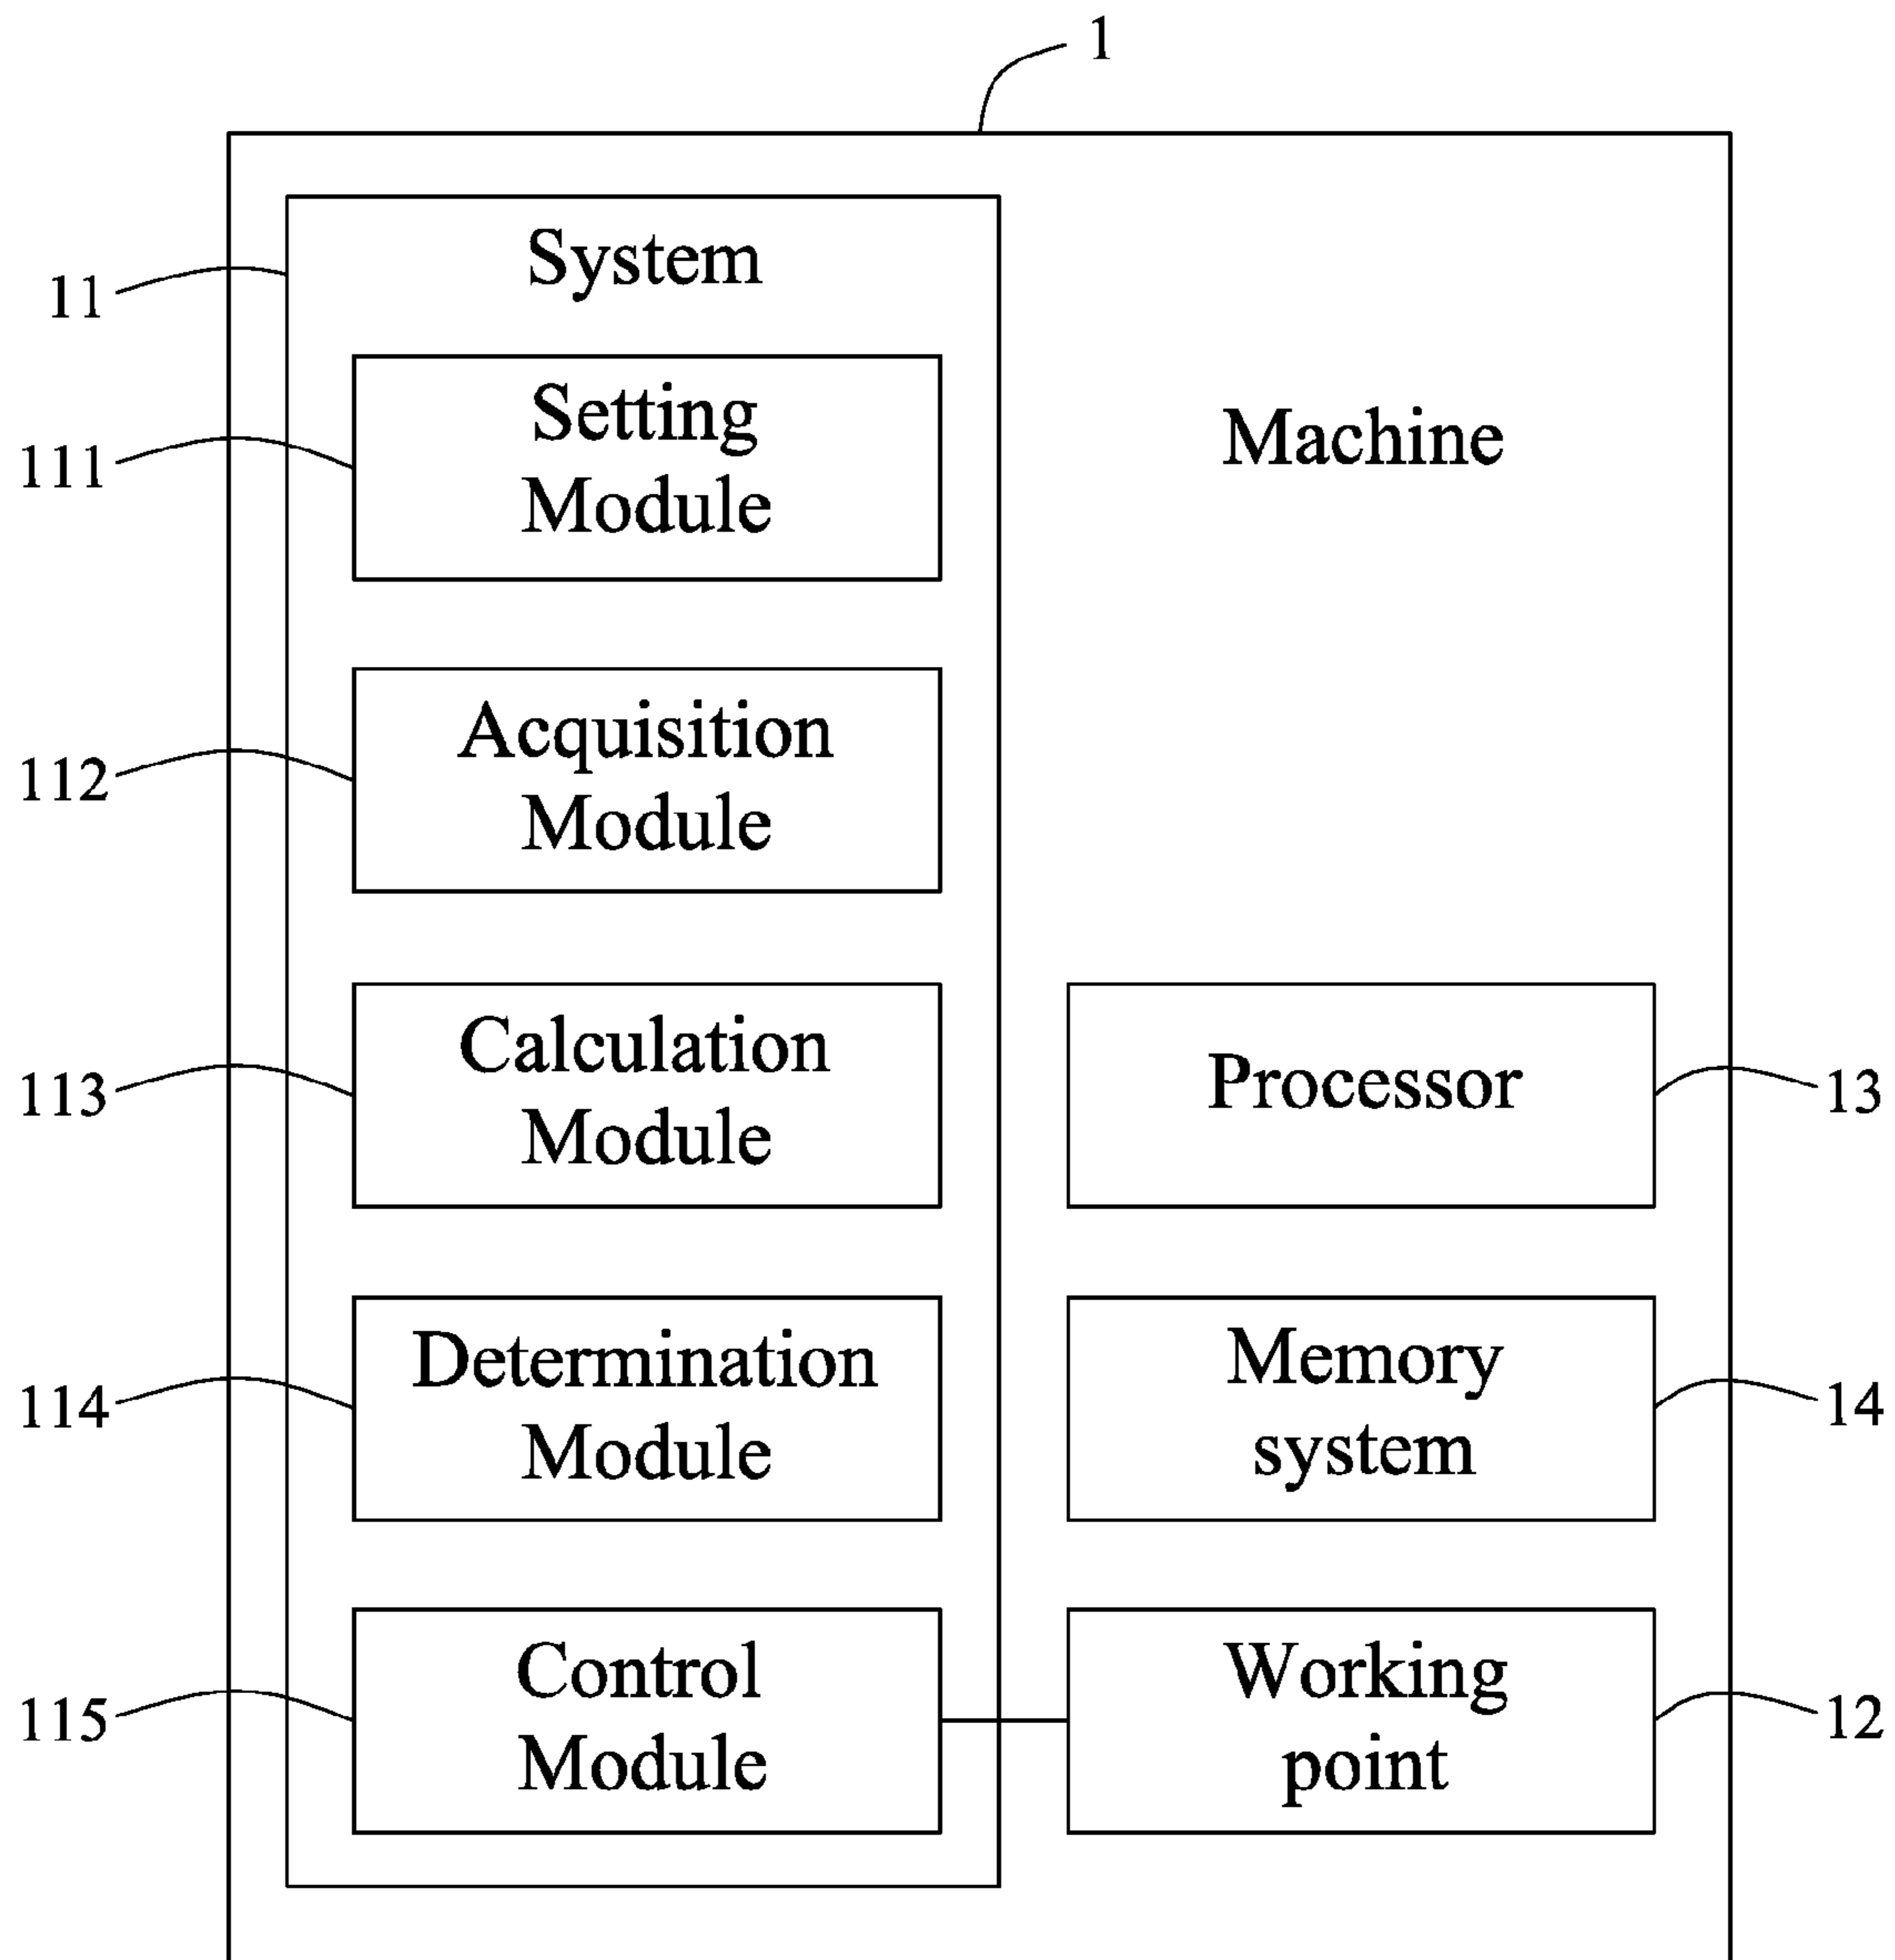 1
System
11
Setting
Module
111
Machine
Acquisition
Module
112
Calculation
Module
113
Processor
13
Determination
Module
114
Memory
system
14
Control
Module
115
Working
point
12